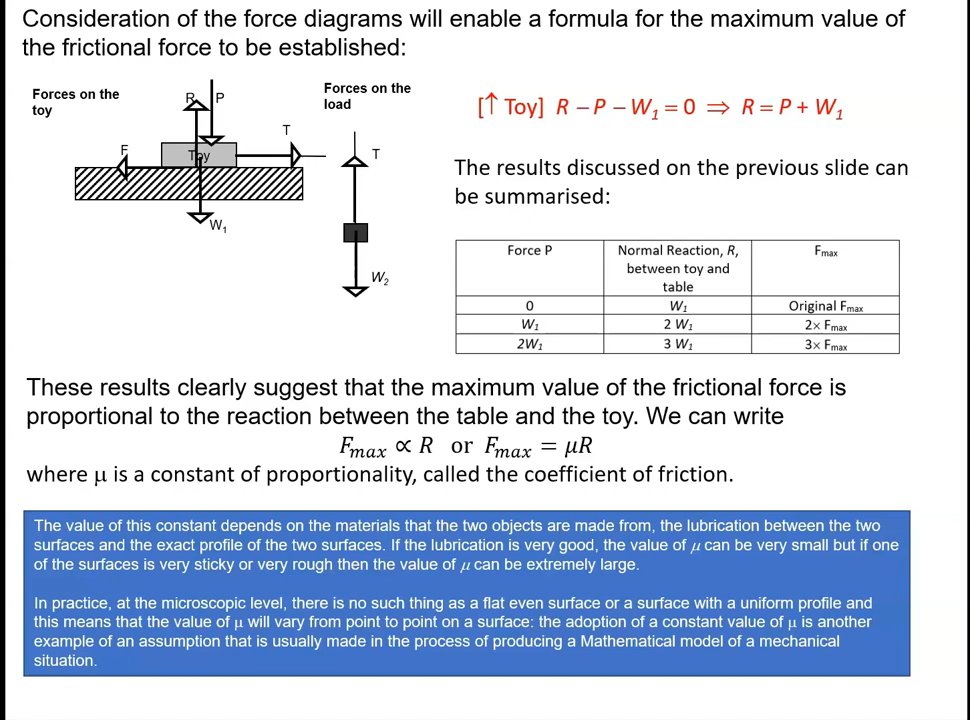 Consideration of the force diagrams will enable a formula for the maximum value of
the frictional force to be established:
Forces on the
toy
R
P
T
F
Toy
W₁
Forces on the
load
T
W₂
[↑ Toy] R – P – W₁ = 0 ⇒ R = P + W₁
The results discussed on the previous slide can
be summarised:
Force P
Normal Reaction, R,
between toy and
table
Fmax
0 W₁ Original Fmax
W₁ 2 W₁ 2× Fmax
2W₁ 3 W₁ 3× Fmax
These results clearly suggest that the maximum value of the frictional force is
proportional to the reaction between the table and the toy. We can write
Fmax ∝ R or Fmax = μR
where μ is a constant of proportionality, called the coefficient of friction.
The value of this constant depends on the materials that the two objects are made from, the lubrication between the two
surfaces and the exact profile of the two surfaces. If the lubrication is very good, the value of μ can be very small but if one
of the surfaces is very sticky or very rough then the value of μ can be extremely large.
In practice, at the microscopic level, there is no such thing as a flat even surface or a surface with a uniform profile and
this means that the value of μ will vary from point to point on a surface: the adoption of a constant value of μ is another
example of an assumption that is usually made in the process of producing a Mathematical model of a mechanical
situation.